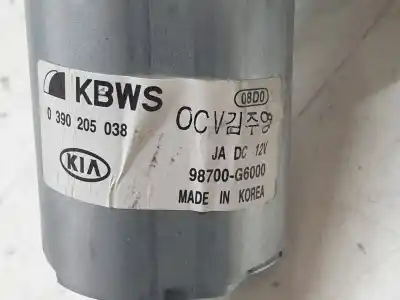 KBWS
08D0
0 390 205 038
OCV김주영
KIA
JA DC 12V
98700-G6000
MADE IN KOREA